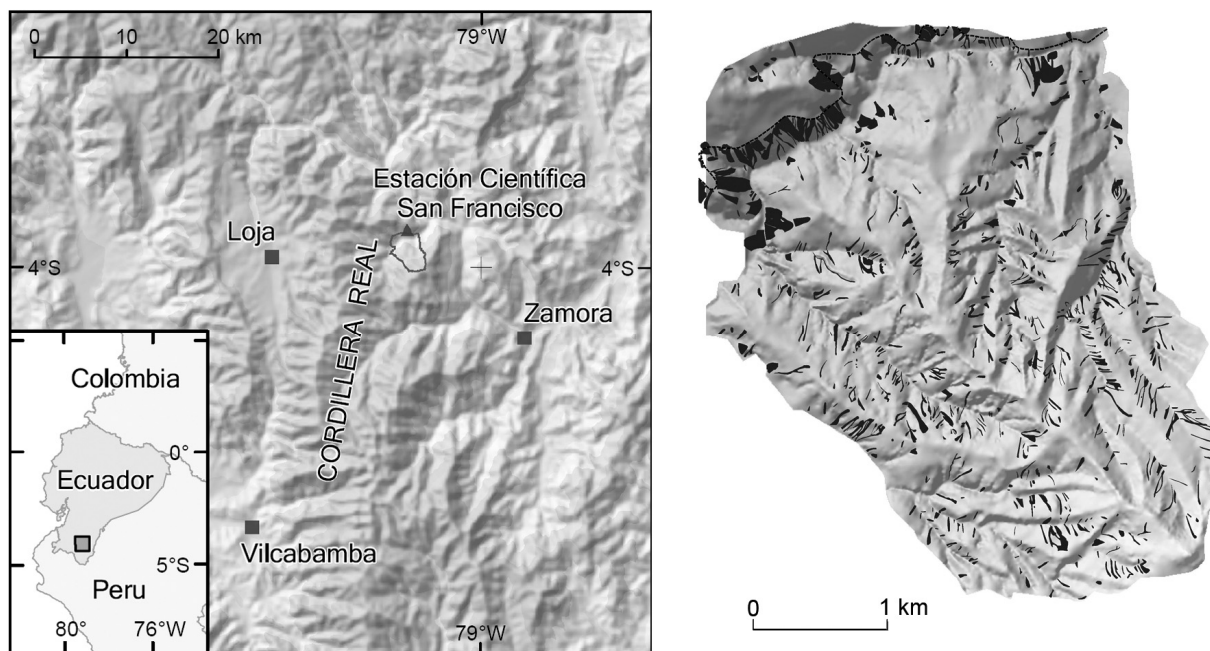 0 10 20 km
79°W
Estación Científica
San Francisco
Loja
4°S
4°S
CORDILLERA REAL
Zamora
Vilcabamba
79°W
Colombia
0°
Ecuador
5°S
Peru
80°
76°W
0 1 km